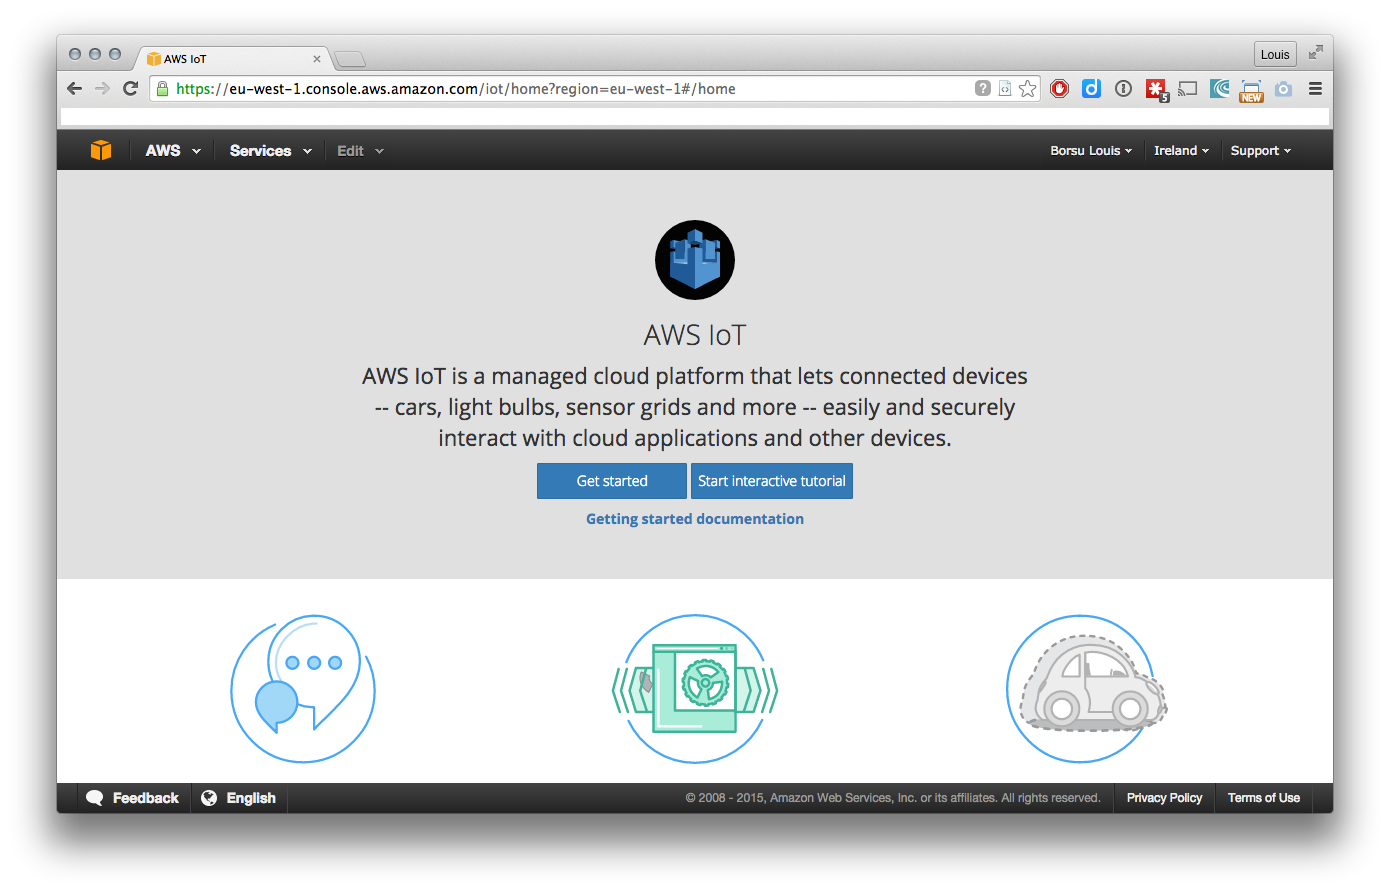 AWS IoT
Louis
https://eu-west-1.console.aws.amazon.com/iot/home?region=eu-west-1#/home
5
NEW
AWS Services Edit Borsu Louis Ireland Support
AWS IoT
AWS IoT is a managed cloud platform that lets connected devices
-- cars, light bulbs, sensor grids and more -- easily and securely
interact with cloud applications and other devices.
Get started Start interactive tutorial
Getting started documentation
Feedback English © 2008 - 2015, Amazon Web Services, Inc. or its affiliates. All rights reserved. Privacy Policy Terms of Use